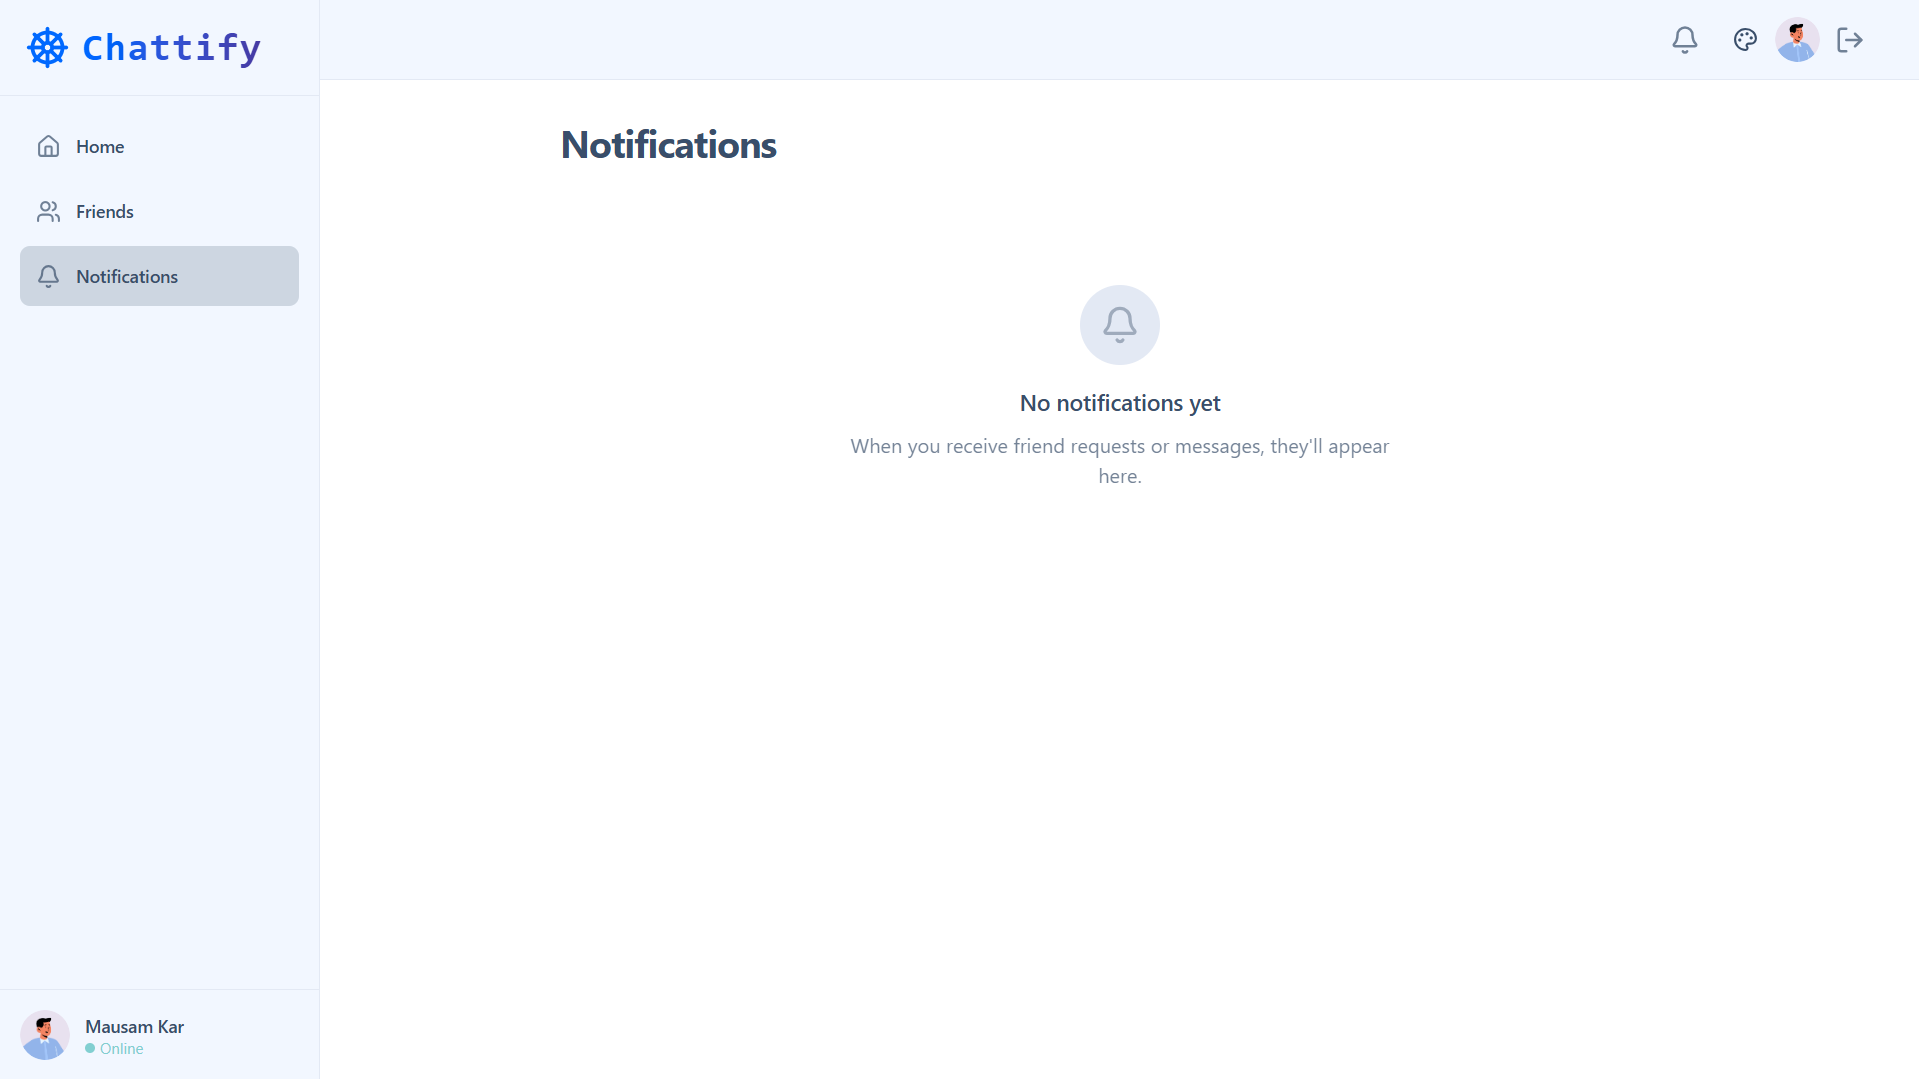 Chattify
Home
Friends
Notifications
Notifications
No notifications yet
When you receive friend requests or messages, they'll appear
here.
Mausam Kar
Online